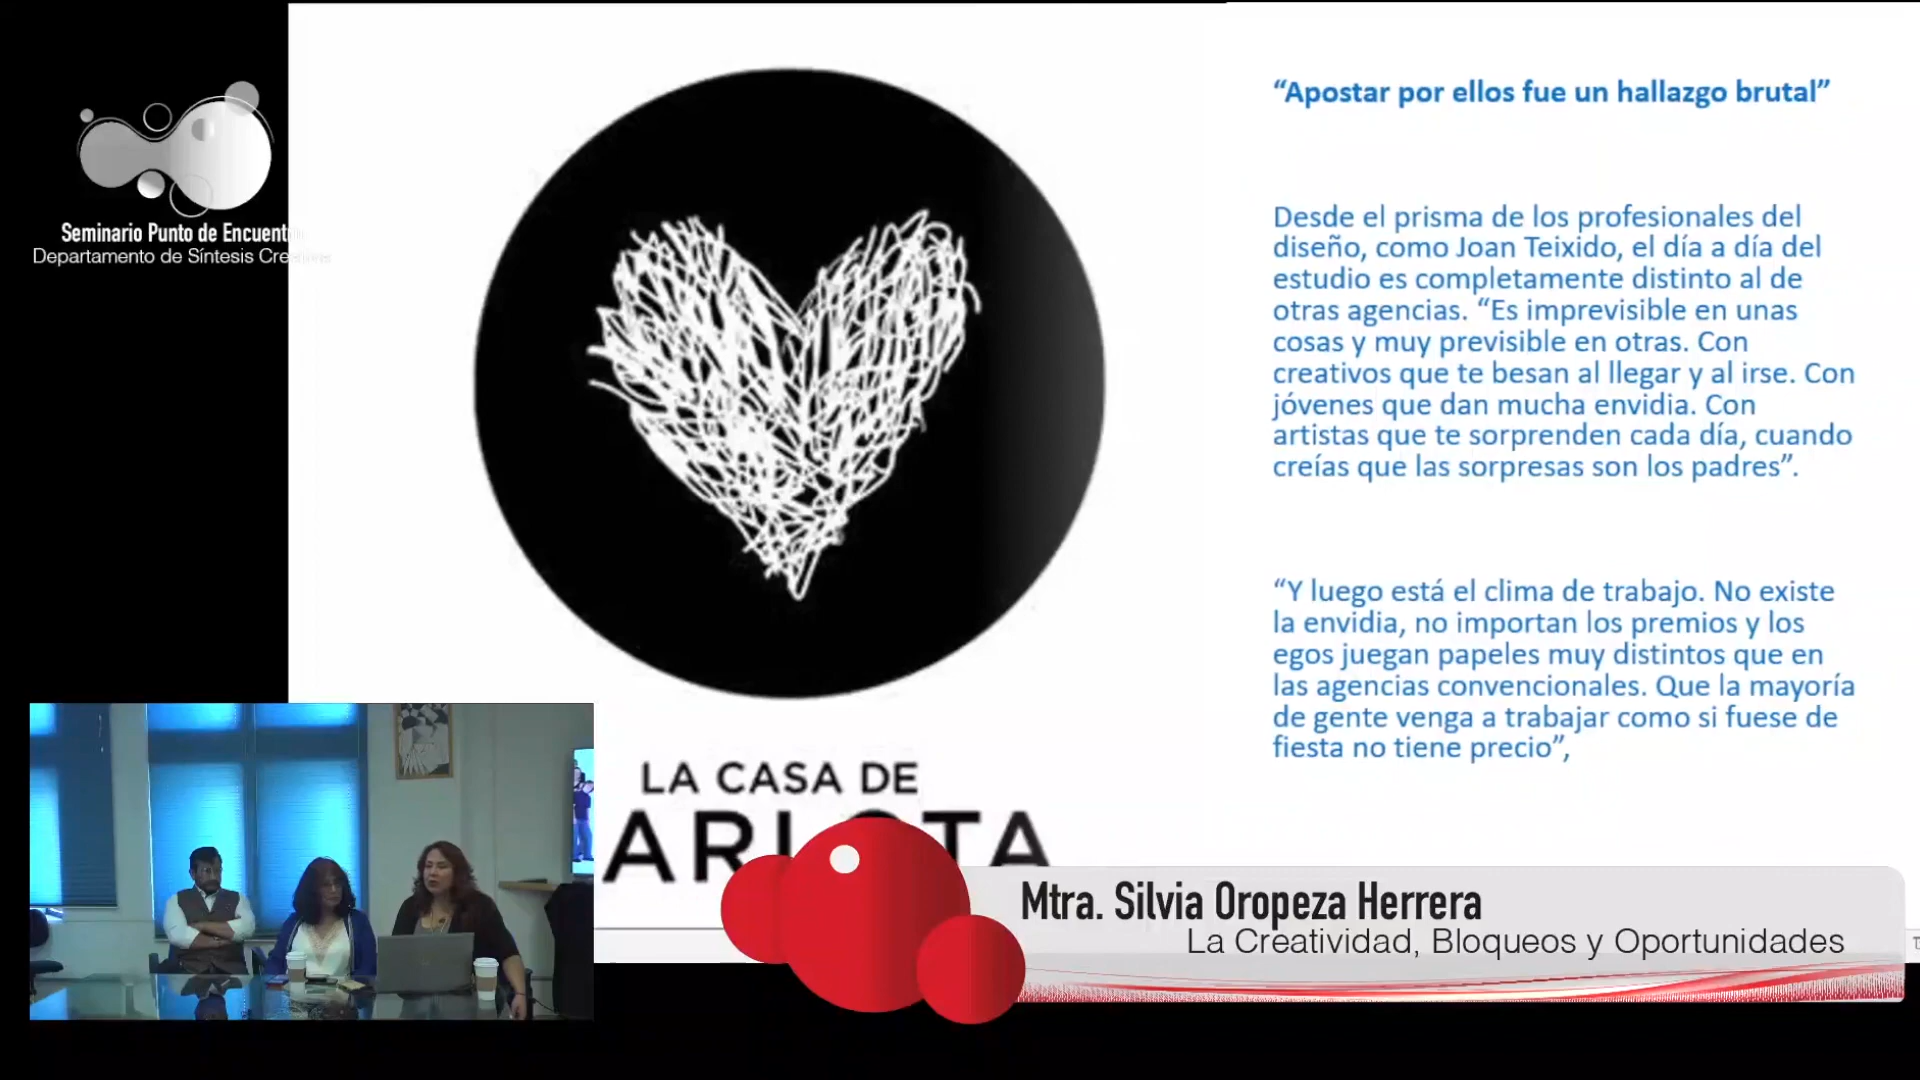 “Apostar por ellos fue un hallazgo brutal”
Desde el prisma de los profesionales del
diseño, como Joan Teixido, el día a día del
estudio es completamente distinto al de
otras agencias. “Es imprevisible en unas
cosas y muy previsible en otras. Con
creativos que te besan al llegar y al irse. Con
jóvenes que dan mucha envidia. Con
artistas que te sorprenden cada día, cuando
creías que las sorpresas son los padres”.
“Y luego está el clima de trabajo. No existe
la envidia, no importan los premios y los
egos juegan papeles muy distintos que en
las agencias convencionales. Que la mayoría
de gente venga a trabajar como si fuese de
fiesta no tiene precio”,
Seminario Punto de Encuent
Departamento de Síntesis Creativa
LA CASA DE
ARLOTA
Mtra. Silvia Oropeza Herrera
La Creatividad, Bloqueos y Oportunidades